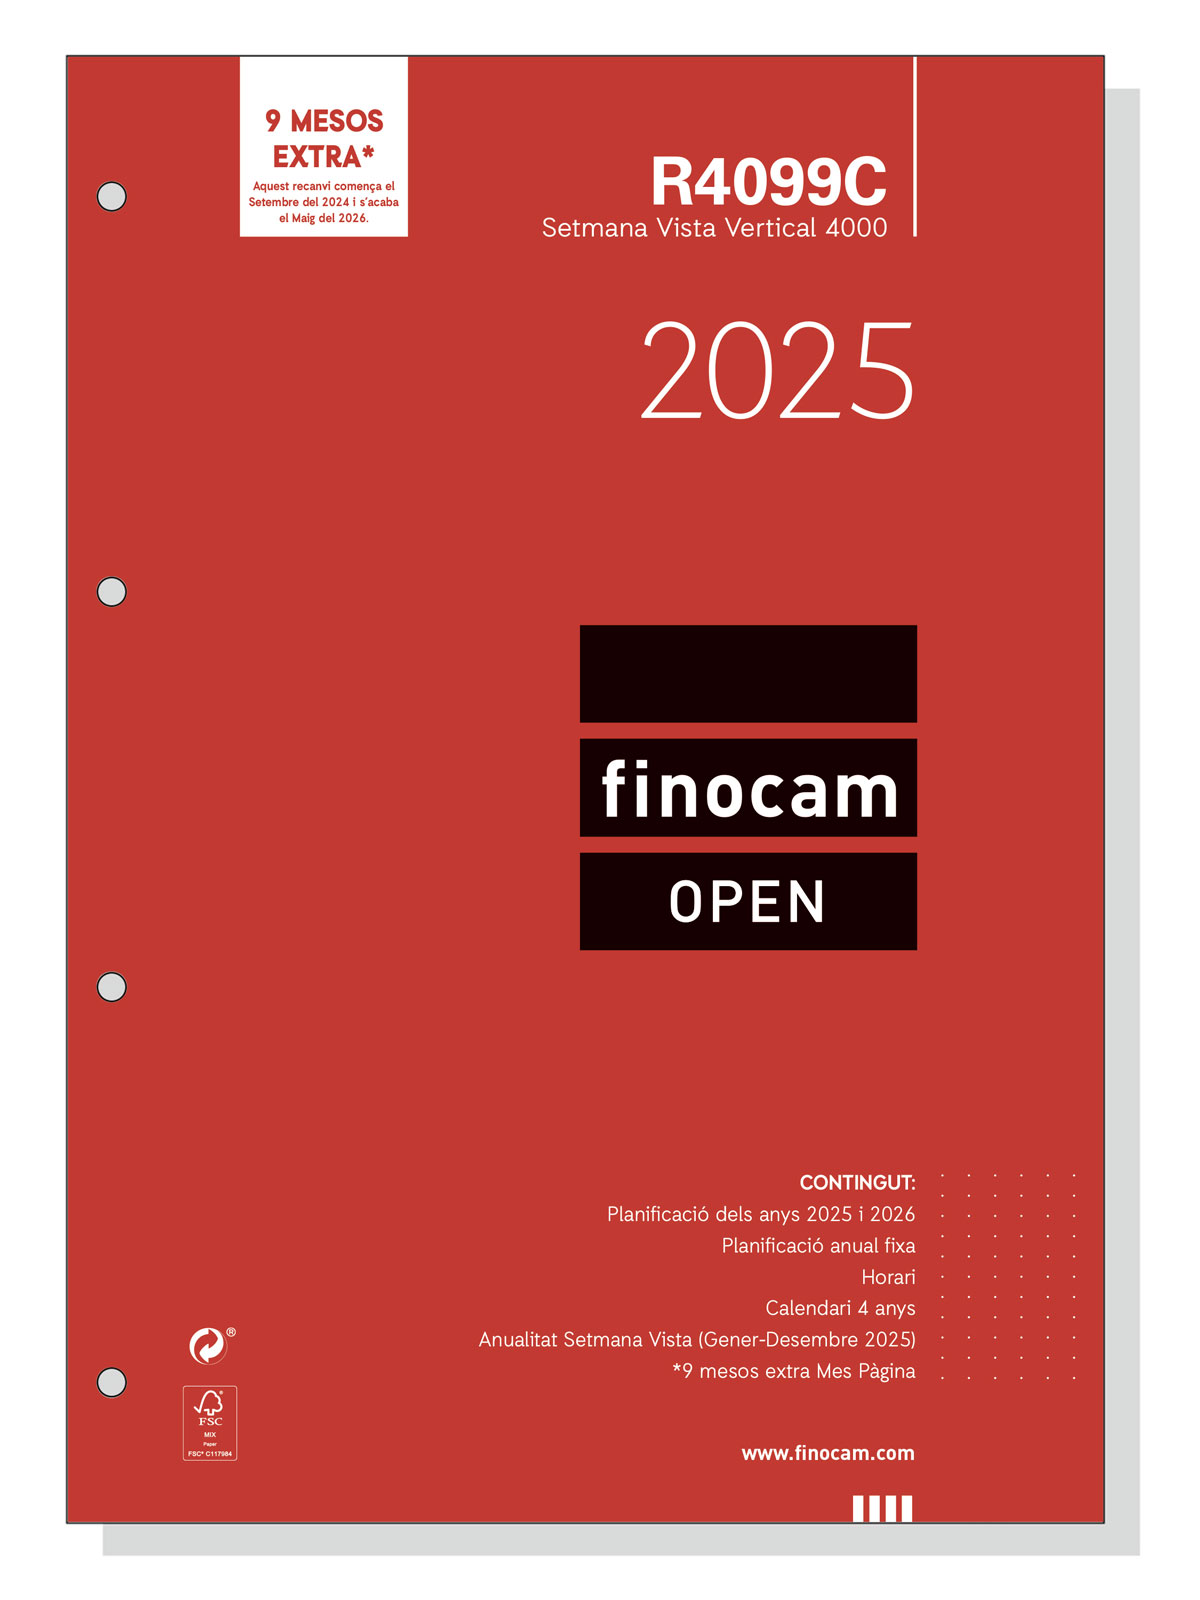 9 MESOS
EXTRA*
Aquest recanvi comença el
Setembre del 2024 i s'acaba
el Maig del 2026.
R4099C
Setmana Vista Vertical 4000
2025
finocam
OPEN
CONTINGUT:
Planificació dels anys 2025 i 2026
Planificació anual fixa
Horari
Calendari 4 anys
Anualitat Setmana Vista (Gener-Desembre 2025)
*9 mesos extra Mes Pàgina
®
FSC
MIX
Paper
FSC® C117984
www.finocam.com